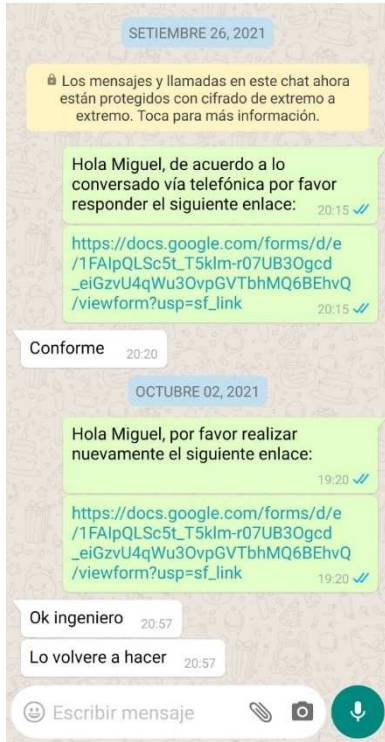 SETIEMBRE 26, 2021
Los mensajes y llamadas en este chat ahora
están protegidos con cifrado de extremo a
extremo. Toca para más información.
Hola Miguel, de acuerdo a lo
conversado vía telefónica por favor
responder el siguiente enlace:
20:15
https://docs.google.com/forms/d/e
/1FAIpQLSc5t_T5klm-r07UB3Ogcd
_eiGzvU4qWu3OvpGVTbhMQ6BEhvQ
/viewform?usp=sf_link
20:15
Conforme
20:20
OCTUBRE 02, 2021
Hola Miguel, por favor realizar
nuevamente el siguiente enlace:
19:20
https://docs.google.com/forms/d/e
/1FAIpQLSc5t_T5klm-r07UB3Ogcd
_eiGzvU4qWu3OvpGVTbhMQ6BEhvQ
/viewform?usp=sf_link
19:20
Ok ingeniero
20:57
Lo volvere a hacer
20:57
Escribir mensaje